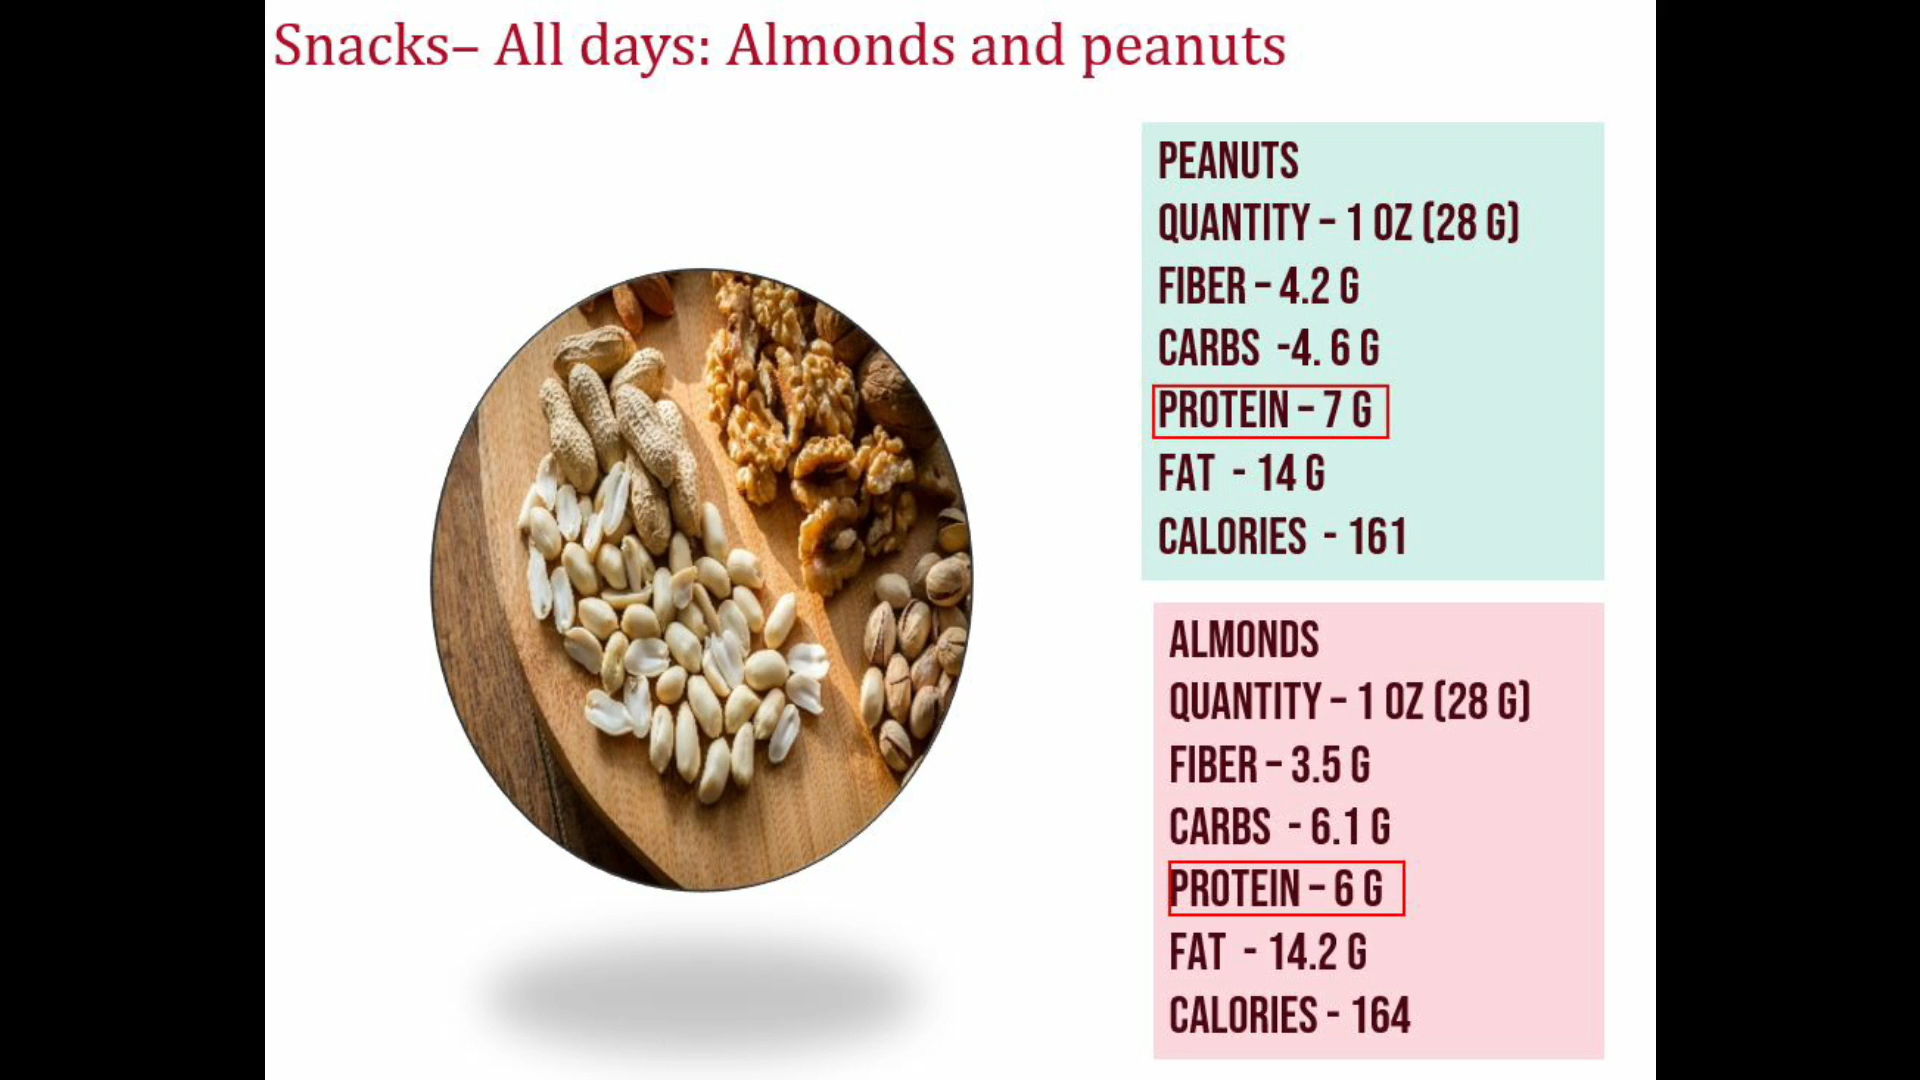 Snacks– All days: Almonds and peanuts
PEANUTS
QUANTITY – 1 OZ (28 G)
FIBER – 4.2 G
CARBS -4. 6 G
PROTEIN – 7 G
FAT - 14 G
CALORIES - 161
ALMONDS
QUANTITY – 1 OZ (28 G)
FIBER – 3.5 G
CARBS - 6.1 G
PROTEIN – 6 G
FAT - 14.2 G
CALORIES - 164